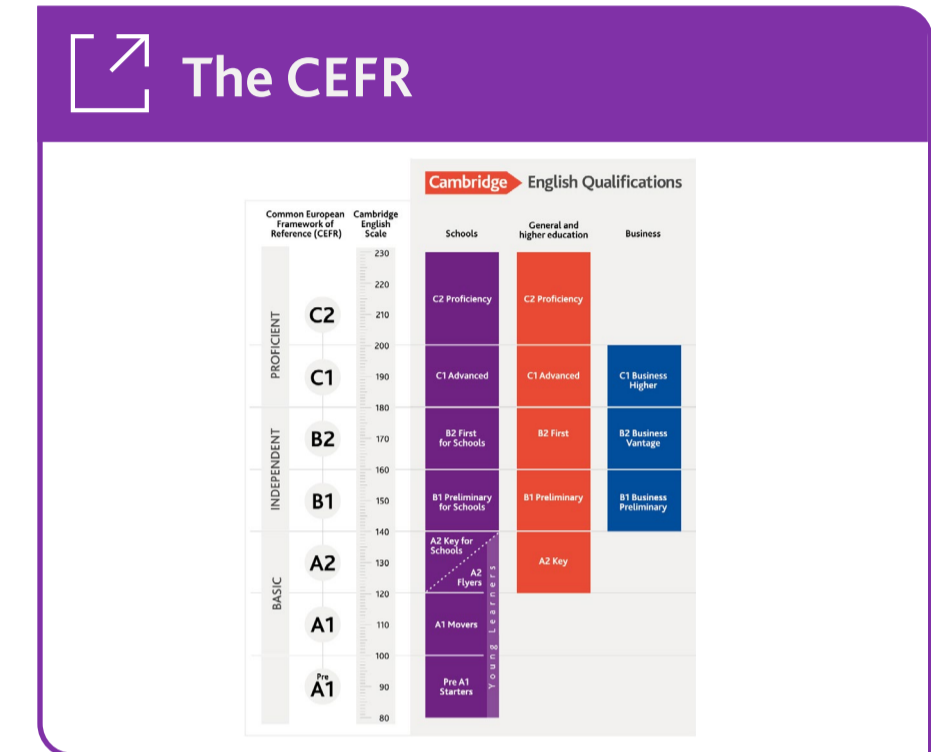 The CEFR
Cambridge English Qualifications
Common European
Framework of
Reference (CEFR)
Cambridge
English
Scale
Schools
General and
higher education
Business
230
220
210
200
190
180
170
160
150
140
130
120
110
100
90
80
PROFICIENT
INDEPENDENT
BASIC
C2
C1
B2
B1
A2
A1
Pre
A1
C2 Proficiency
C1 Advanced
B2 First
for Schools
B1 Preliminary
for Schools
A2 Key for
Schools
A2
Flyers
A1 Movers
Pre A1
Starters
Young Learners
C2 Proficiency
C1 Advanced
B2 First
B1 Preliminary
A2 Key
C1 Business
Higher
B2 Business
Vantage
B1 Business
Preliminary